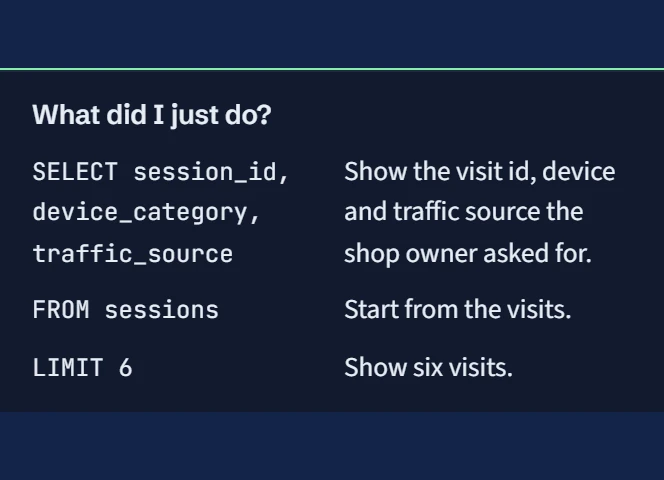 What did I just do?
SELECT session_id, Show the visit id, device
device_category, and traffic source the
traffic_source shop owner asked for.
FROM sessions Start from the visits.
LIMIT 6 Show six visits.